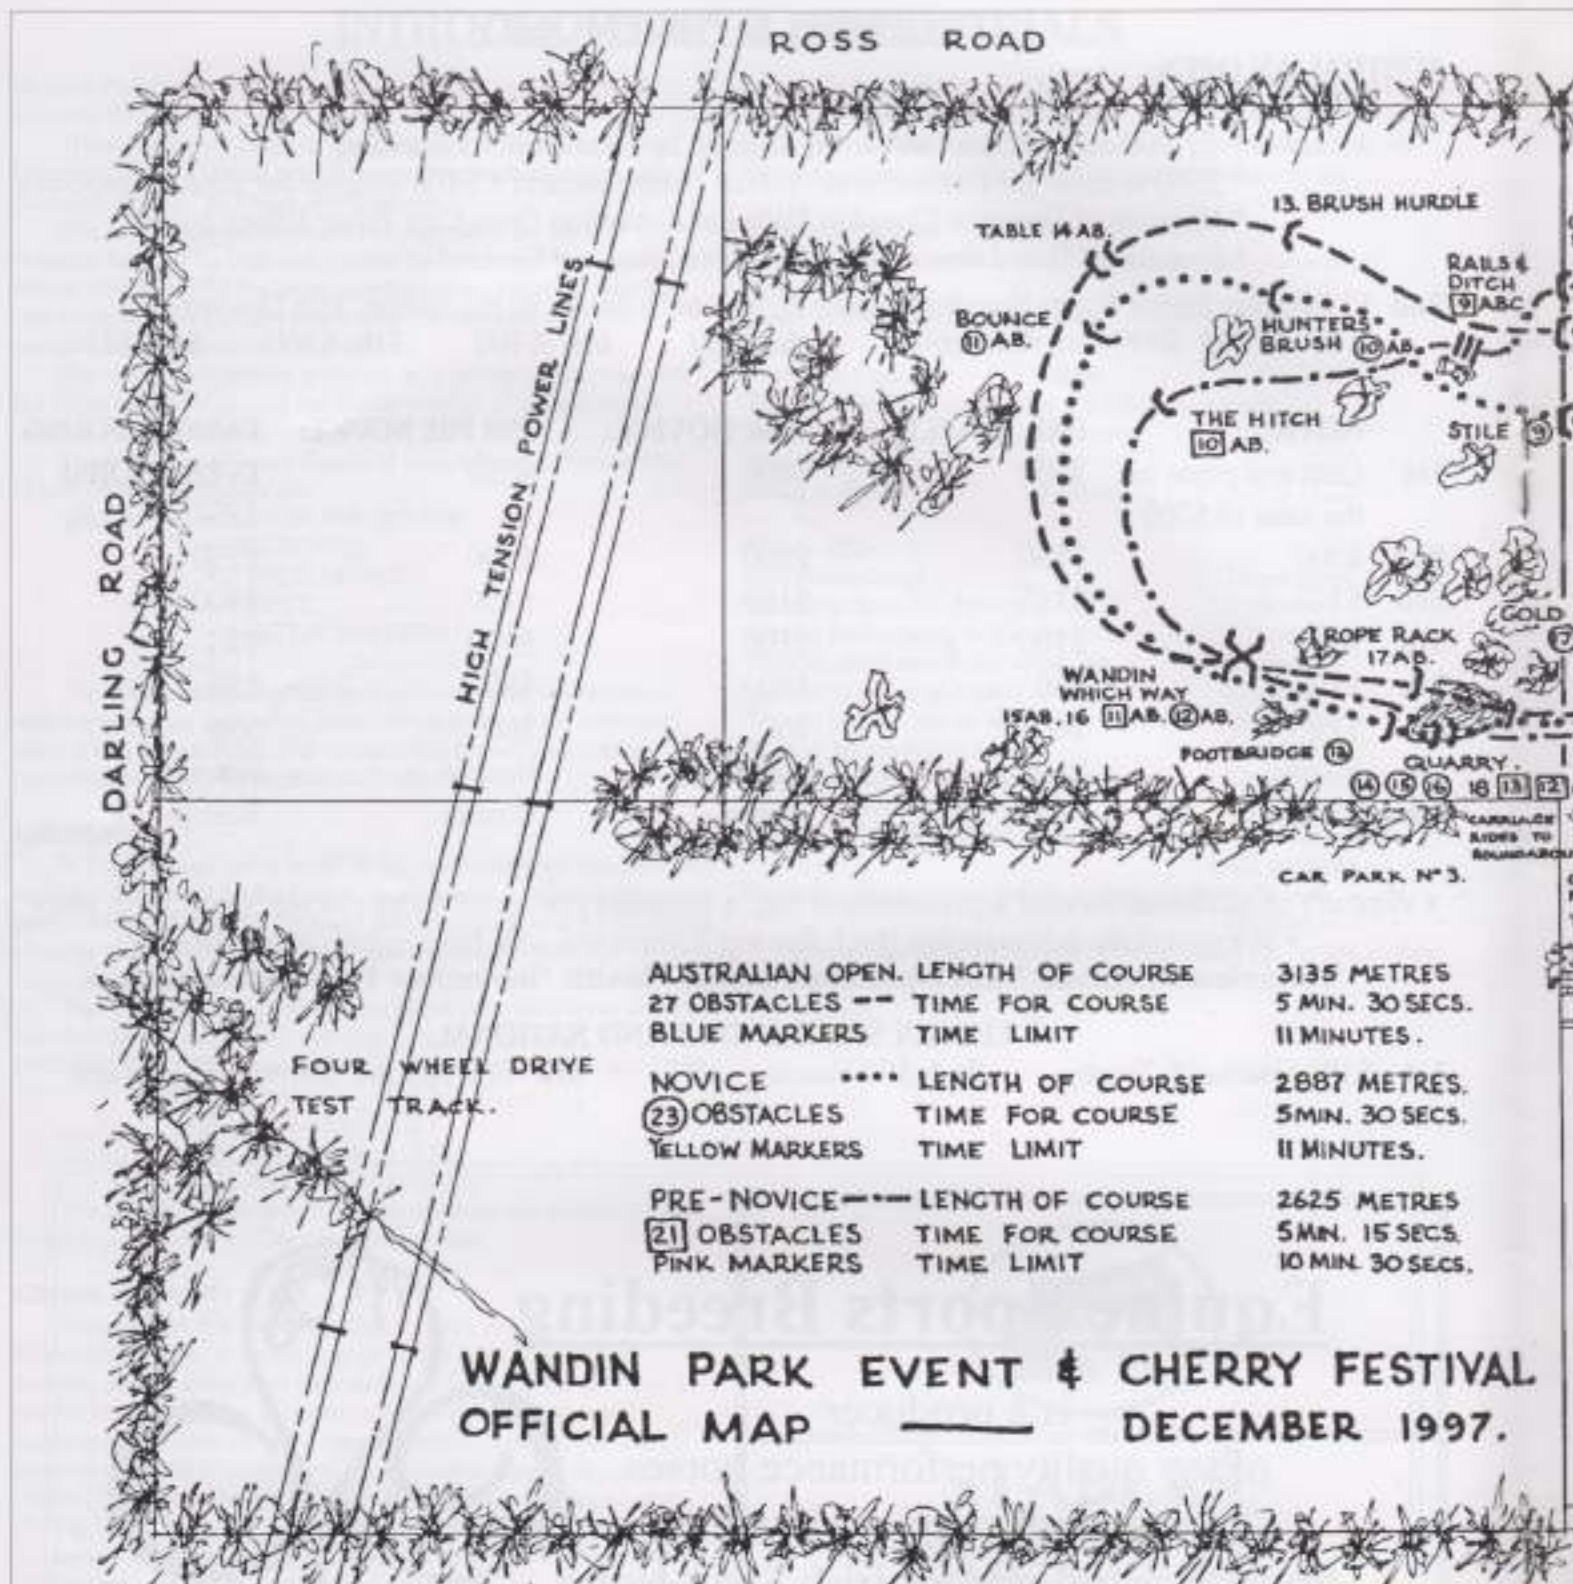 ROSS ROAD
13. BRUSH HURDLE
TABLE 14 AB.
RAILS &
DITCH
9 ABC
BOUNCE
11 AB.
HUNTERS
BRUSH 10 AB.
THE HITCH
10 AB.
STILE 9
HIGH TENSION POWER LINES
DARLING ROAD
GOLD
17
ROPE RACK
17 AB.
WANDIN
WHICH WAY
15 AB. 16 11 AB. 12 AB.
FOOTBRIDGE 13
QUARRY.
14 15 16 18 13 12
CARRIAGE
RIDES TO
CAR PARK Nº 3.
AUSTRALIAN OPEN. LENGTH OF COURSE 3135 METRES
27 OBSTACLES -- TIME FOR COURSE 5 MIN. 30 SECS.
BLUE MARKERS TIME LIMIT 11 MINUTES.
NOVICE •••• LENGTH OF COURSE 2887 METRES.
23 OBSTACLES TIME FOR COURSE 5 MIN. 30 SECS.
YELLOW MARKERS TIME LIMIT 11 MINUTES.
PRE-NOVICE —·— LENGTH OF COURSE 2625 METRES
21 OBSTACLES TIME FOR COURSE 5 MIN. 15 SECS.
PINK MARKERS TIME LIMIT 10 MIN. 30 SECS.
FOUR WHEEL DRIVE
TEST TRACK.
WANDIN PARK EVENT & CHERRY FESTIVAL
OFFICIAL MAP — DECEMBER 1997.